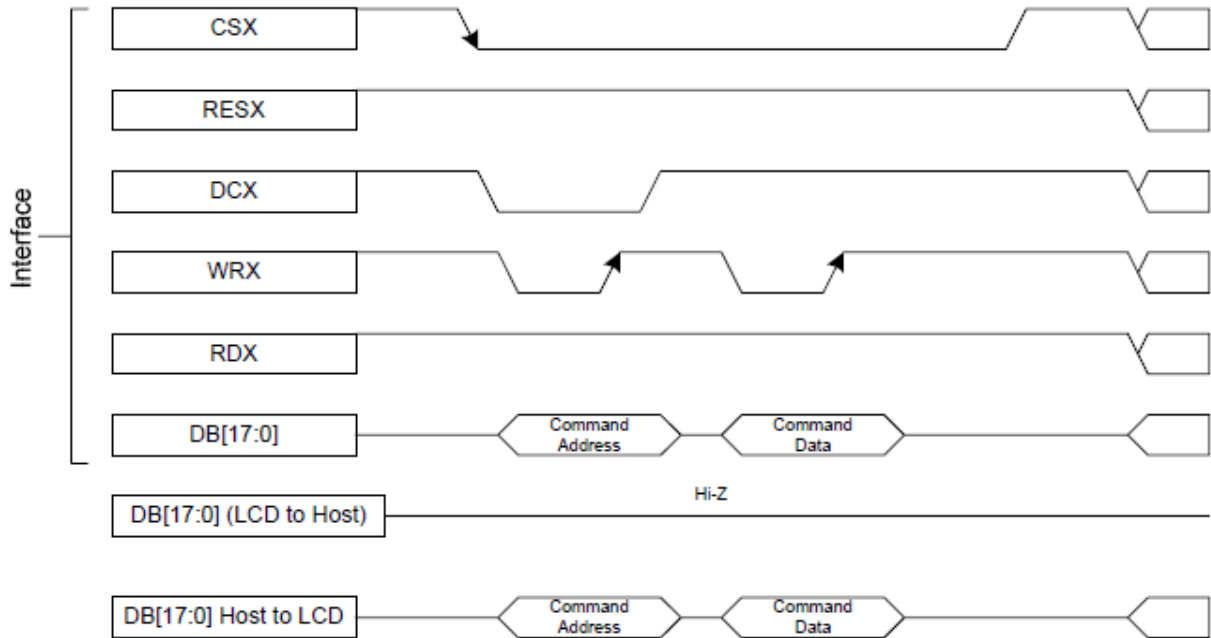 CSX
RESX
DCX
Interface
WRX
RDX
DB[17:0]
Command
Address
Command
Data
Hi-Z
DB[17:0] (LCD to Host)
DB[17:0] Host to LCD
Command
Address
Command
Data